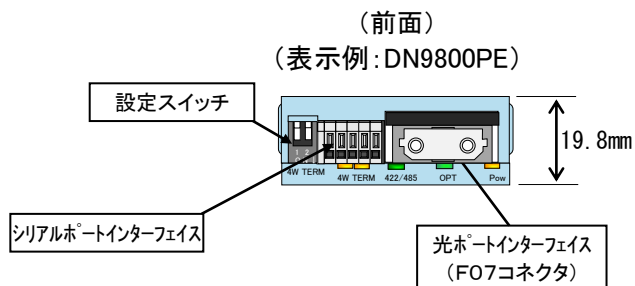 (前面)
(表示例:DN9800PE)
設定スイッチ
19.8mm
4W TERM 4W TERM 422/485 OPT Pow
シリアルポートインターフェイス
光ポートインターフェイス
(F07コネクタ)